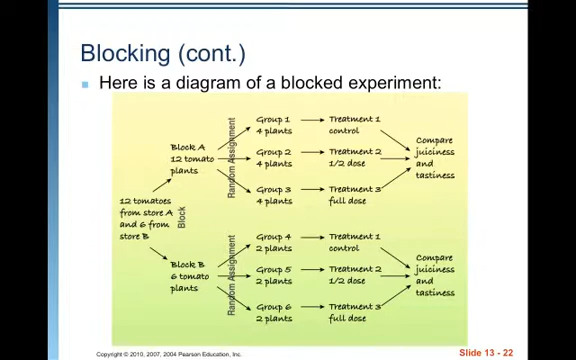 Blocking (cont.)
Here is a diagram of a blocked experiment:
12 tomatoes
from store A
and 6 from
store B
Block
Block A
12 tomato
plants
Random Assignment
Group 1
4 plants
Treatment 1
control
Group 2
4 plants
Treatment 2
1/2 dose
Group 3
4 plants
Treatment 3
full dose
Compare
juiciness
and
tastiness
Block B
6 tomato
plants
Random Assignment
Group 4
2 plants
Treatment 1
control
Group 5
2 plants
Treatment 2
1/2 dose
Group 6
2 plants
Treatment 3
full dose
Compare
juiciness
and
tastiness
Copyright © 2010, 2007, 2004 Pearson Education, Inc.
Slide 13 - 22